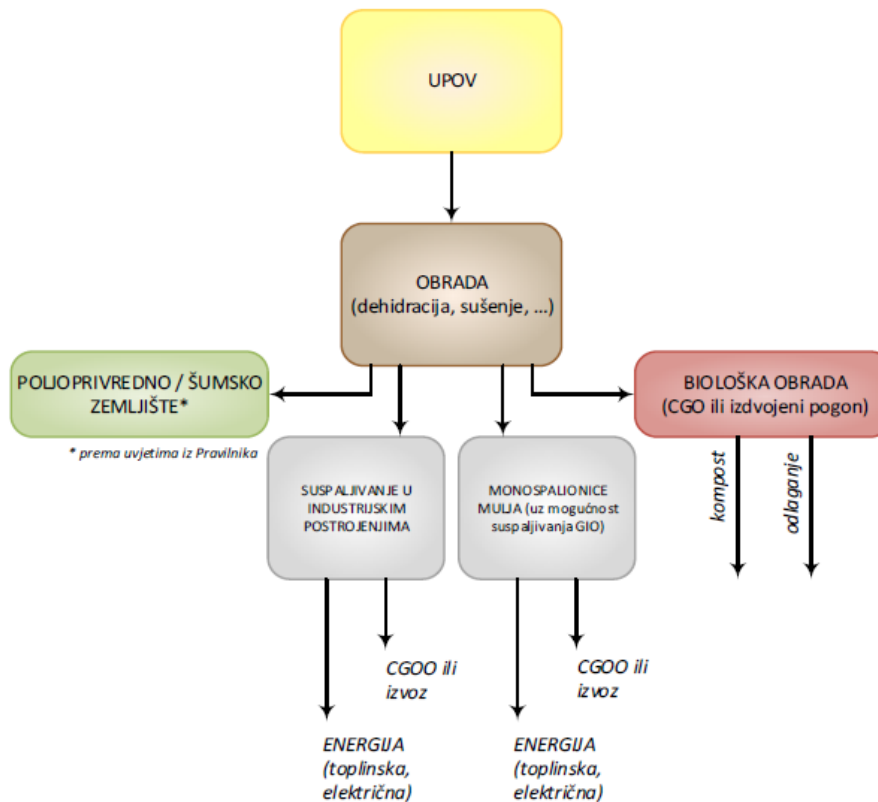 UPOV
OBRADA
(dehidracija, sušenje, ...)
POLJOPRIVREDNO / ŠUMSKO
ZEMLJIŠTE*
* prema uvjetima iz Pravilnika
BIOLOŠKA OBRADA
(CGO ili izdvojeni pogon)
SUSPALJIVANJE U
INDUSTRIJSKIM
POSTROJENJIMA
MONOSPALIONICE
MULJA (uz mogućnost
suspaljivanja GIO)
kompost
odlaganje
CGOO ili
izvoz
CGOO ili
izvoz
ENERGIJA
(toplinska,
električna)
ENERGIJA
(toplinska,
električna)